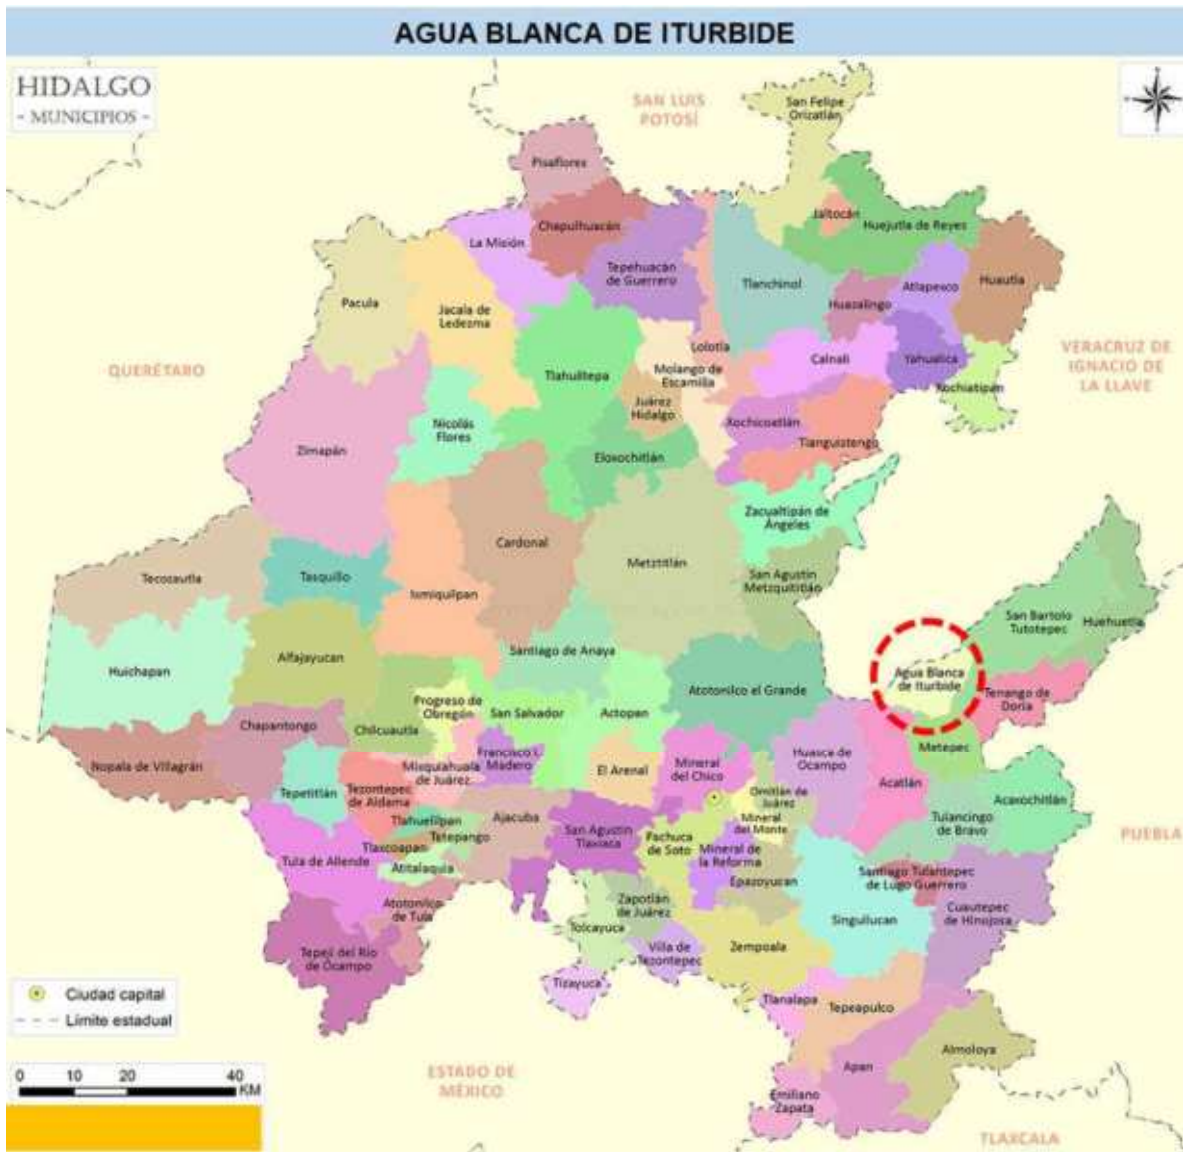 AGUA BLANCA DE ITURBIDE
HIDALGO
- MUNICIPIOS -
SAN LUIS
POTOSÍ
San Felipe
Orizatlán
Pisaflores
Jaltocán
Huejutla de Reyes
Chapulhuacán
La Misión
Tepehuacán
de Guerrero
Tlanchinol
Atlapexco
Huautla
Huazalingo
Pacula
Jacala de
Ledezma
Lolotla
Calnali
Yahualica
VERACRUZ DE
IGNACIO DE
LA LLAVE
QUERÉTARO
Tlahuiltepa
Molango de
Escamilla
Xochiatipan
Juárez
Hidalgo
Nicolás
Flores
Xochicoatlán
Tianguistengo
Zimapán
Eloxochitlán
Zacualtipán de
Ángeles
Cardonal
Metztitlán
Tecozautla
Tasquillo
San Agustín
Metzquititlán
Ixmiquilpan
San Bartolo
Tutotepec
Huehuetla
Huichapan
Alfajayucan
Santiago de Anaya
Agua Blanca
de Iturbide
Atotonilco el Grande
Tenango de
Doria
Progreso de
Obregón
San Salvador
Actopan
Chapantongo
Chilcuautla
Metepec
Nopala de Villagrán
Mixquiahuala
de Juárez
Francisco I.
Madero
El Arenal
Mineral
del Chico
Huasca de
Ocampo
Acatlán
Tepetitlán
Tezontepec
de Aldama
Omitlán de
Juárez
Acaxochitlán
Tlahuelilpan
Ajacuba
Tetepango
San Agustín
Tlaxiaca
Pachuca
de Soto
Mineral
del Monte
Tulancingo
de Bravo
PUEBLA
Tlaxcoapan
Tula de Allende
Atitalaquia
Mineral de
la Reforma
Epazoyucan
Santiago Tulantepec
de Lugo Guerrero
Atotonilco
de Tula
Zapotlán
de Juárez
Singuilucan
Cuautepec
de Hinojosa
Tolcayuca
Villa de
Tezontepec
Zempoala
Tepeji del Río
de Ocampo
Tizayuca
Tlanalapa
Tepeapulco
Ciudad capital
Límite estadual
Almoloya
Apan
0 10 20 40
KM
ESTADO DE
MÉXICO
Emiliano
Zapata
TLAXCALA